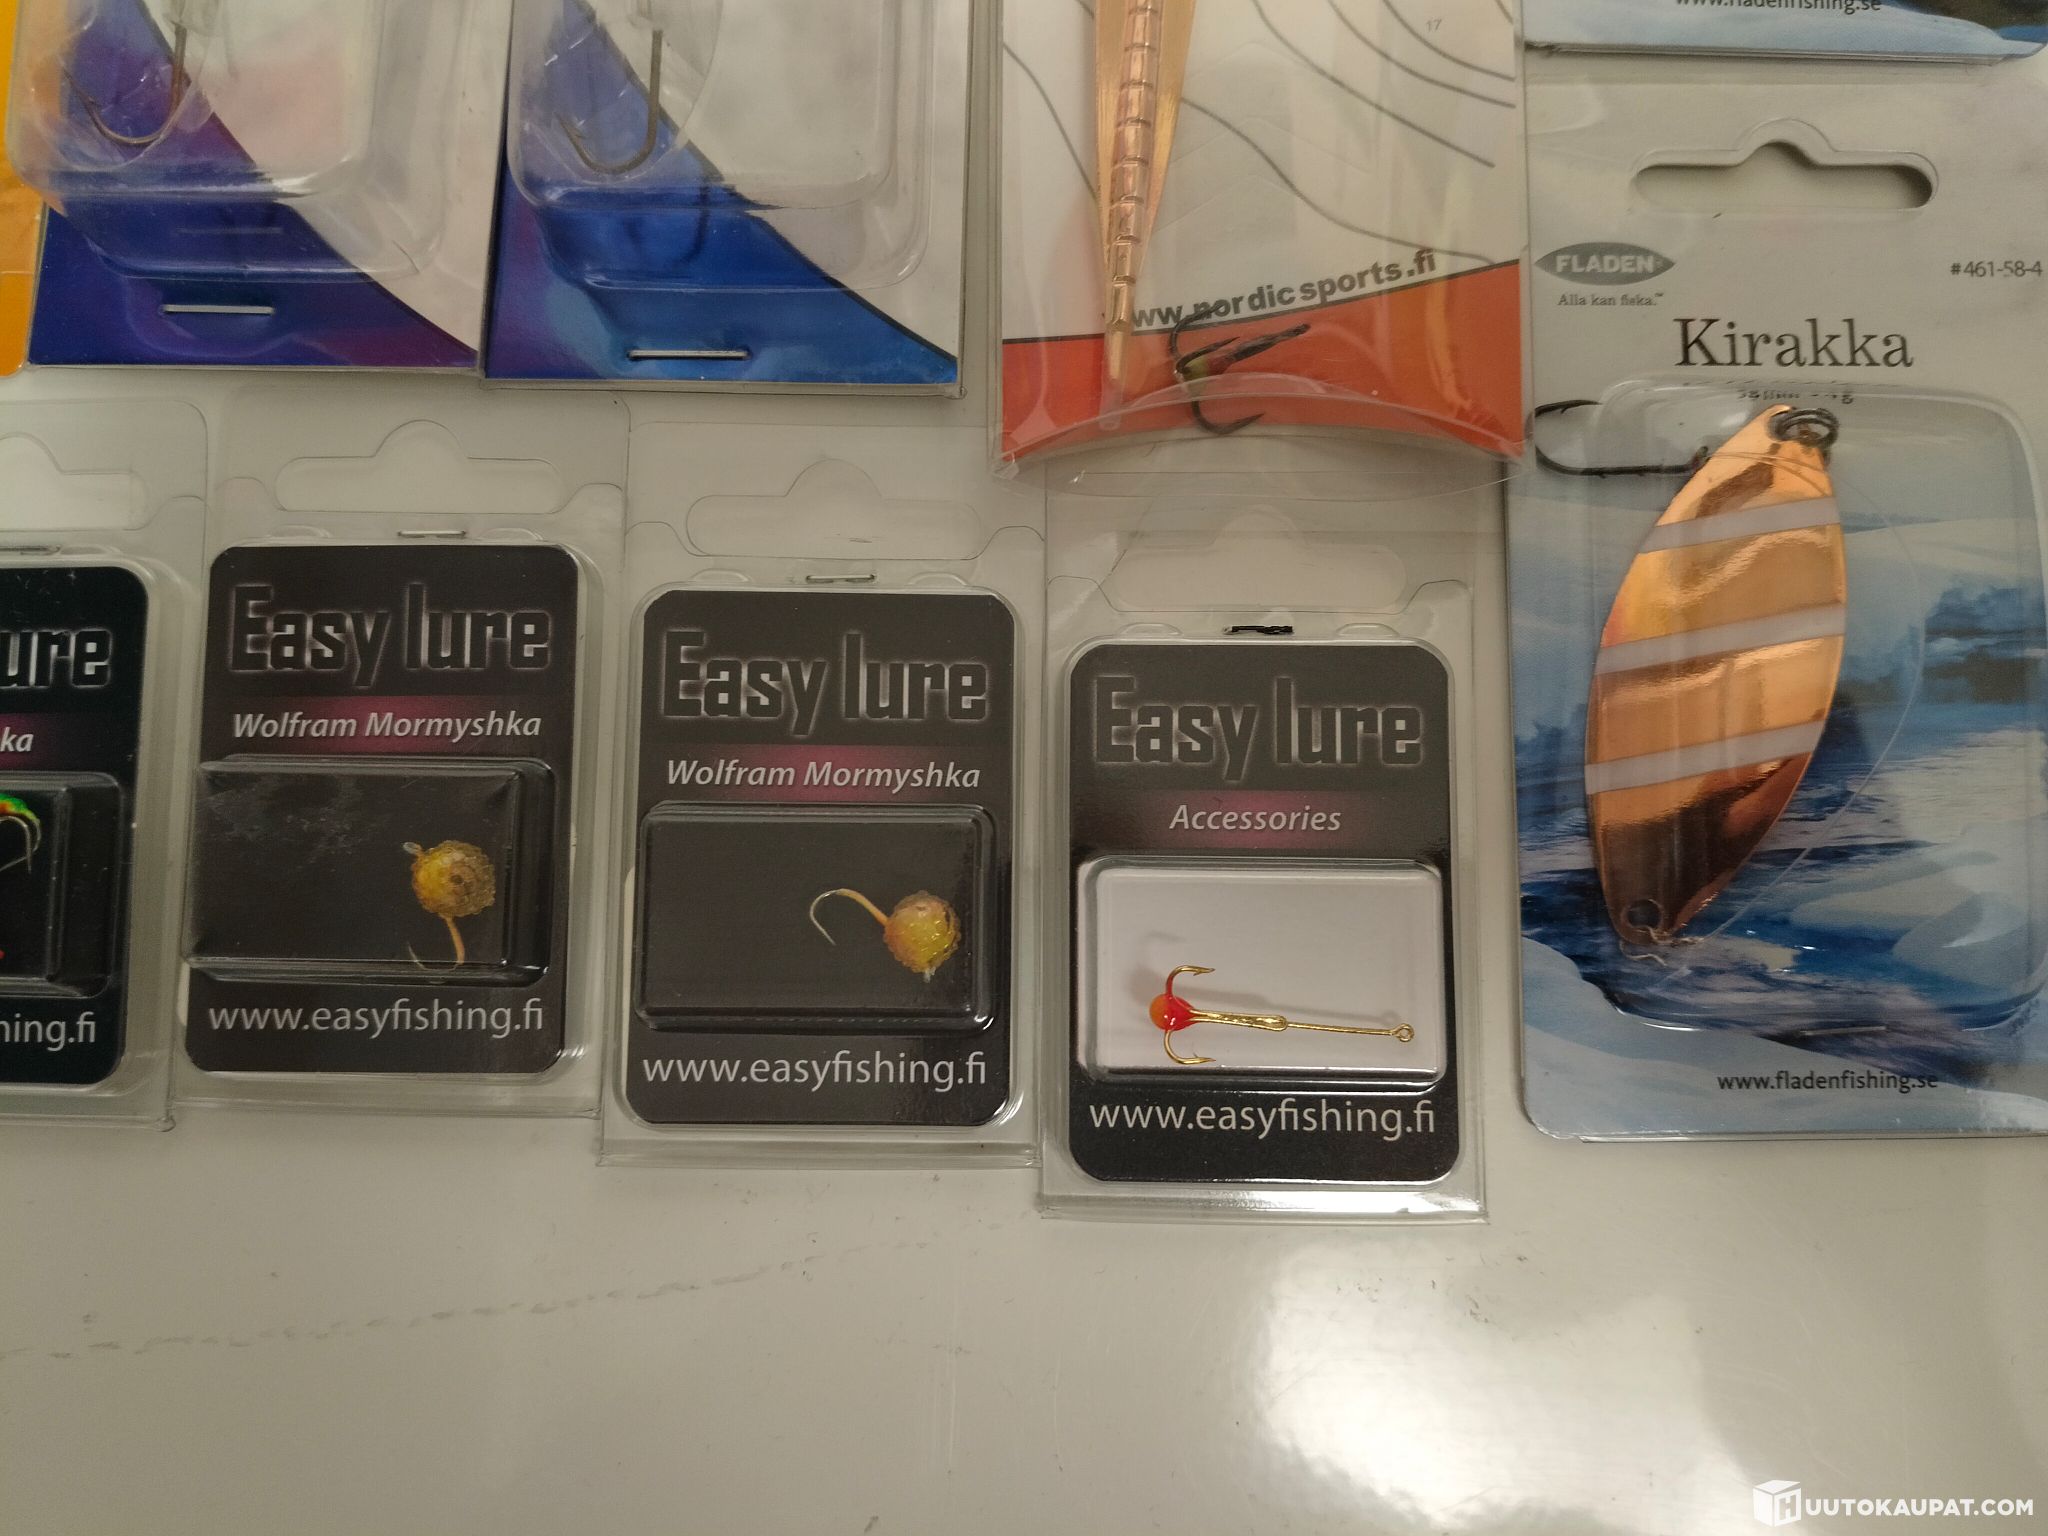 www.fladenfishing.se
17
www.nordicsports.fi
FLADEN
Alla kan fiska.™
#461-58-4
Kirakka
www.fladenfishing.se
ure
ka
hing.fi
Easy lure
Wolfram Mormyshka
www.easyfishing.fi
Easy lure
Wolfram Mormyshka
www.easyfishing.fi
Easy lure
Accessories
www.easyfishing.fi
HUUTOKAUPAT.COM